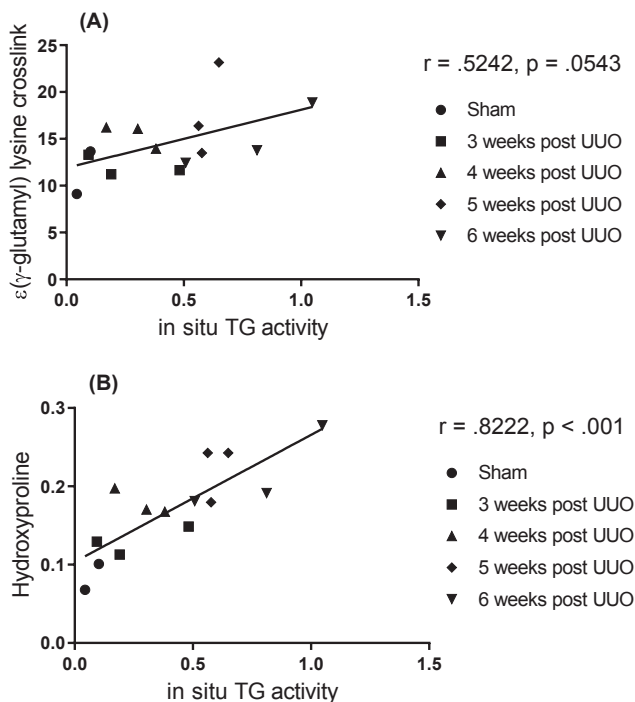 (A)
25
20
15
10
5
0
0.0 0.5 1.0 1.5
ε(γ-glutamyl) lysine crosslink
in situ TG activity
r = .5242, p = .0543
Sham
3 weeks post UUO
4 weeks post UUO
5 weeks post UUO
6 weeks post UUO
(B)
0.3
0.2
0.1
0.0
0.0 0.5 1.0 1.5
Hydroxyproline
in situ TG activity
r = .8222, p < .001
Sham
3 weeks post UUO
4 weeks post UUO
5 weeks post UUO
6 weeks post UUO